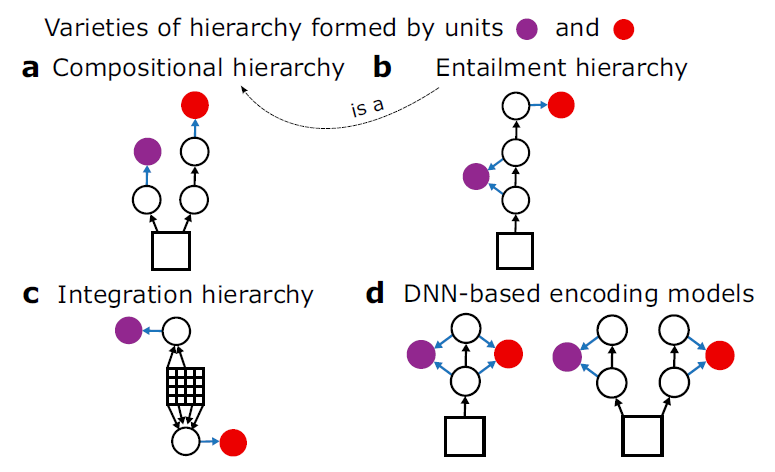 Varieties of hierarchy formed by units and
a Compositional hierarchy
b Entailment hierarchy
is a
c Integration hierarchy
d DNN-based encoding models